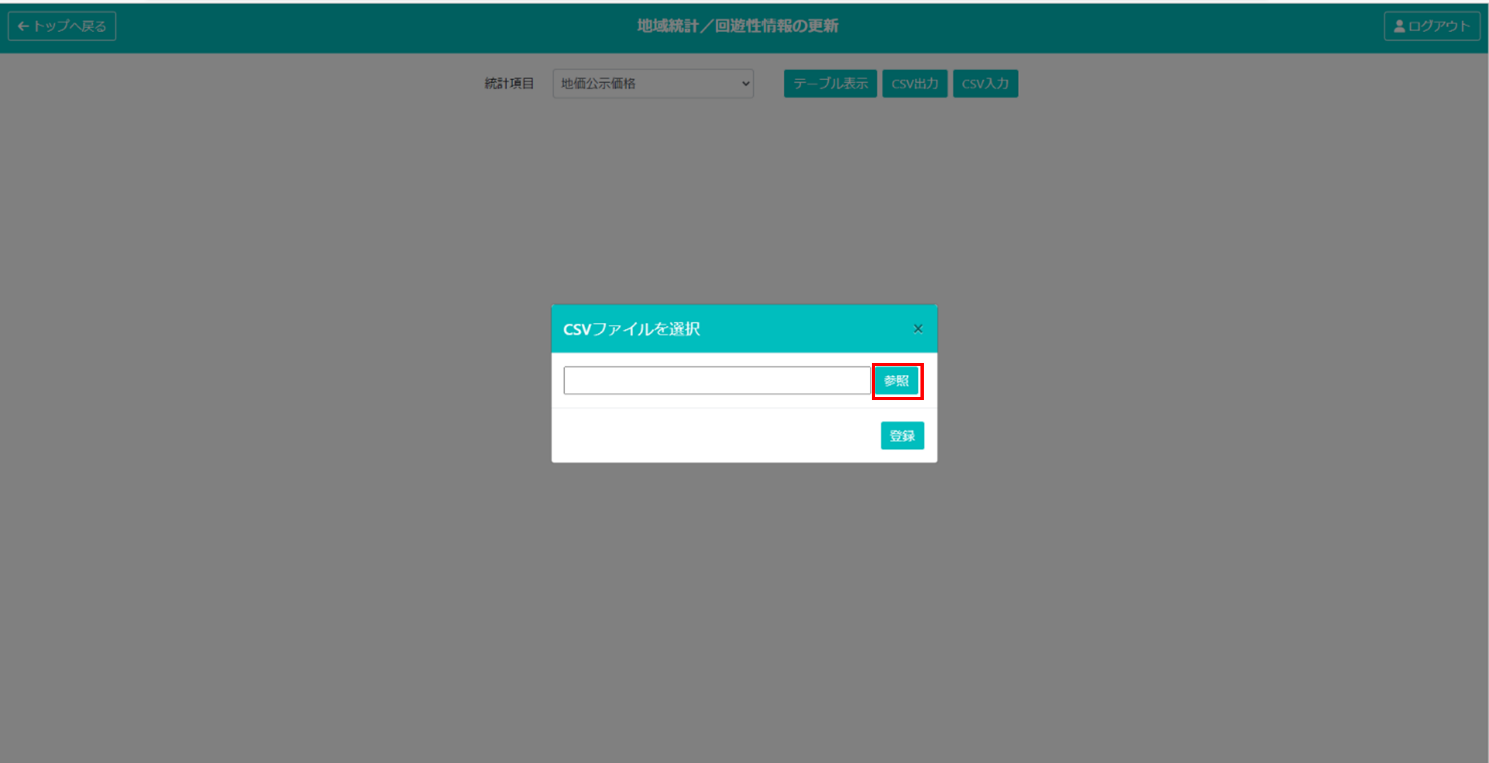 トップへ戻る
地域統計／回遊性情報の更新
ログアウト
統計項目 地価公示価格 テーブル表示 CSV出力 CSV入力
CSVファイルを選択 ×
参照
登録